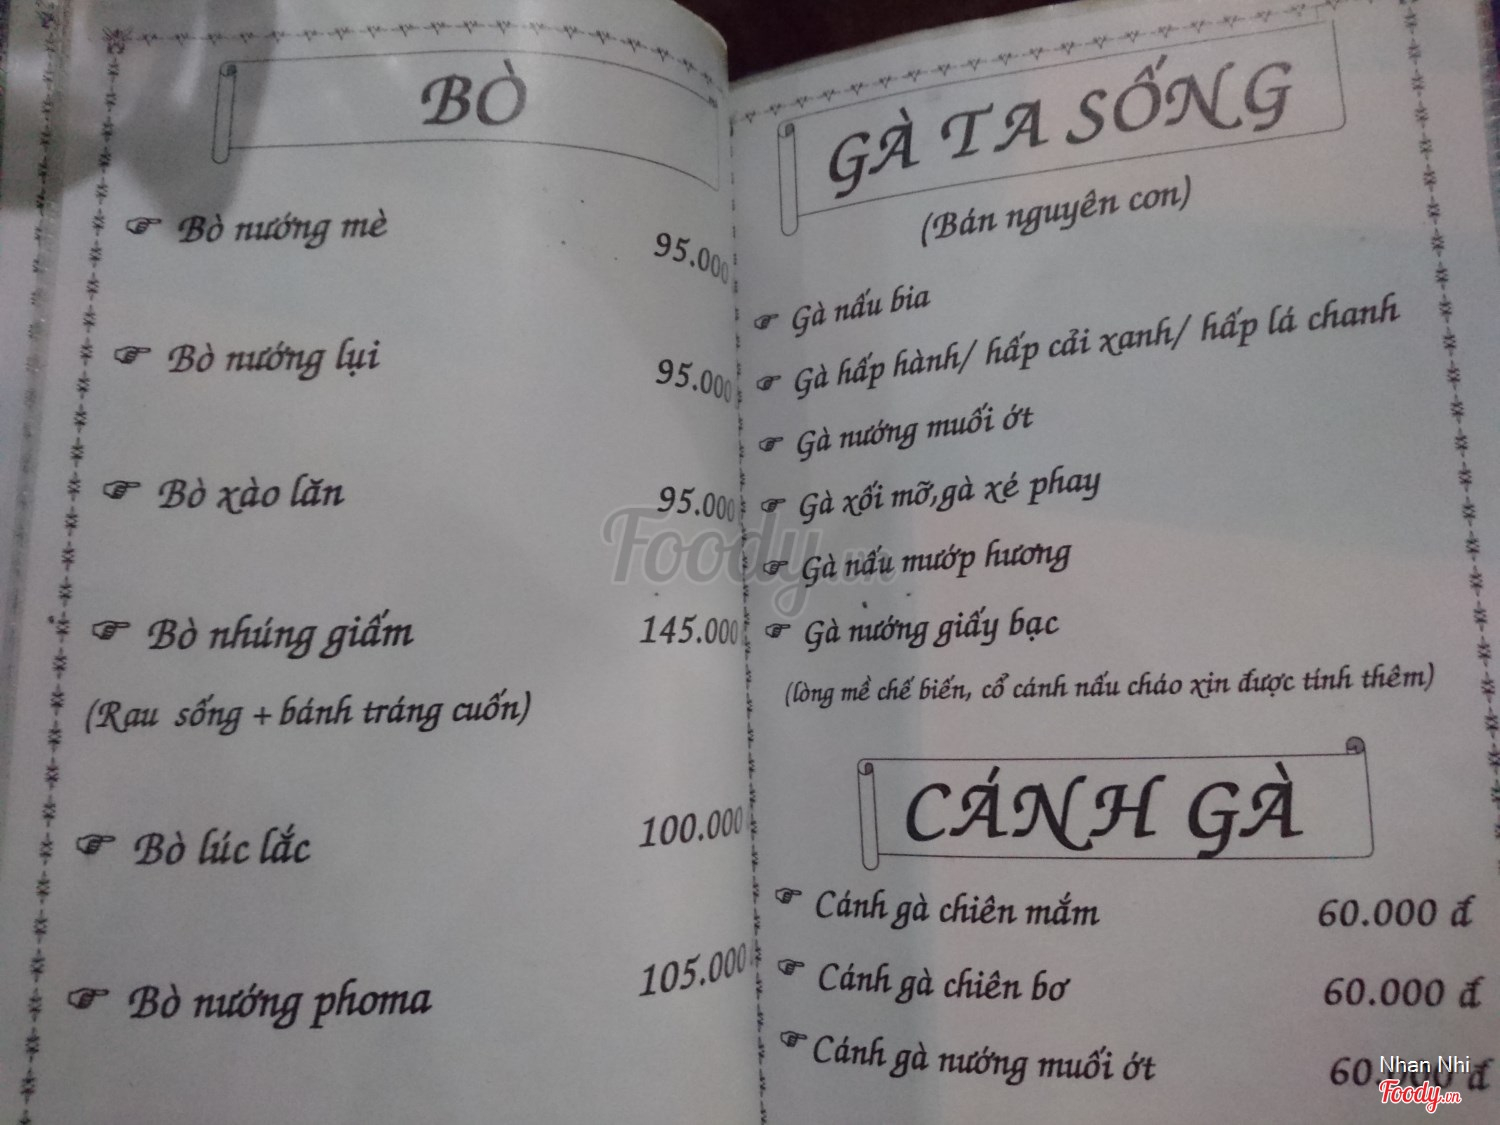 BÒ
Bò nướng mè 95.000
Bò nướng lụi 95.000
Bò xào lăn 95.000
Bò nhúng giấm 145.000
(Rau sống + bánh tráng cuốn)
Bò lúc lắc 100.000
Bò nướng phoma 105.000
GÀ TA SỐNG
(Bán nguyên con)
Gà nấu bia
Gà hấp hành/ hấp cải xanh/ hấp lá chanh
Gà nướng muối ớt
Gà xối mỡ,gà xé phay
Gà nấu mướp hương
Gà nướng giấy bạc
(lòng mề chế biến, cổ cánh nấu cháo xin được tính thêm)
CÁNH GÀ
Cánh gà chiên mắm 60.000 đ
Cánh gà chiên bơ 60.000 đ
Cánh gà nướng muối ớt 60.000 đ
Foody.vn
Nhan Nhi
Foody.vn